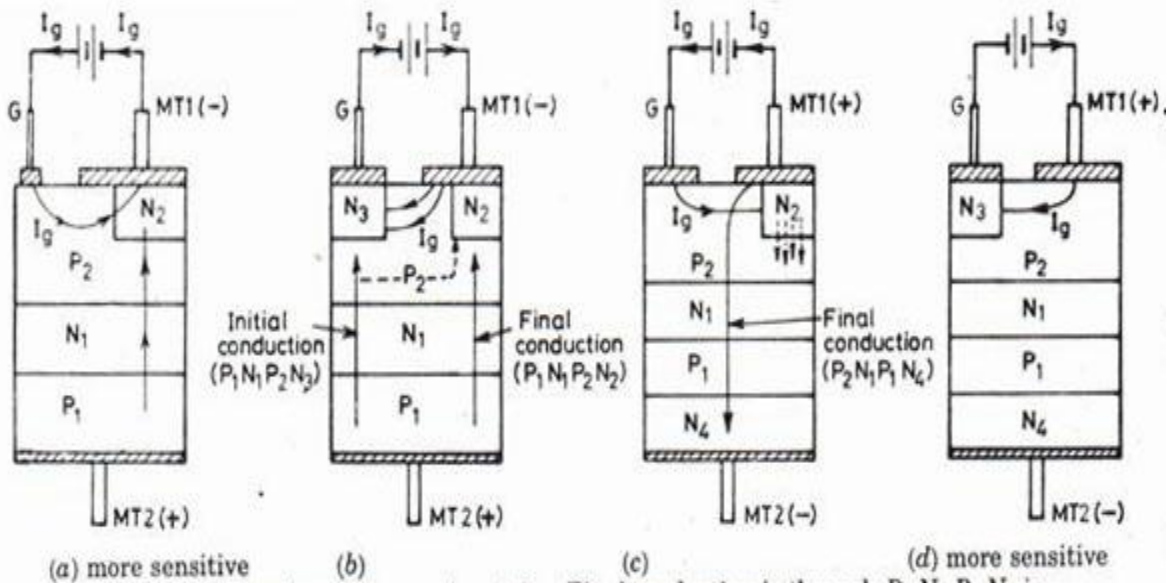 Ig Ig
G MT1(-)
N2
Ig
P2
N1
P1
MT2(+)
(a) more sensitive
Ig Ig
MT1(-)
N3 N2
Ig
P2
Initial
conduction
(P1N1P2N3)
N1
Final
conduction
(P1N1P2N2)
P1
MT2(+)
(b)
Ig Ig
G MT1(+)
N2
Ig
P2
N1
Final
conduction
(P2N1P1N4)
P1
N4
MT2(-)
(c)
Ig
G MT1(+)
N3
Ig
P2
N1
P1
N4
MT2(-)
(d) more sensitive